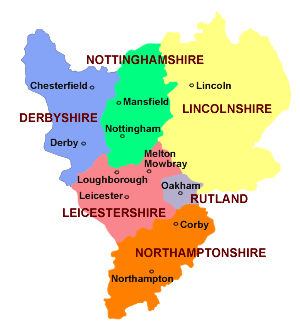 NOTTINGHAMSHIRE
Chesterfield
Lincoln
Mansfield
LINCOLNSHIRE
DERBYSHIRE
Nottingham
Derby
Melton
Mowbray
Loughborough
Oakham
Leicester
RUTLAND
LEICESTERSHIRE
Corby
NORTHAMPTONSHIRE
Northampton